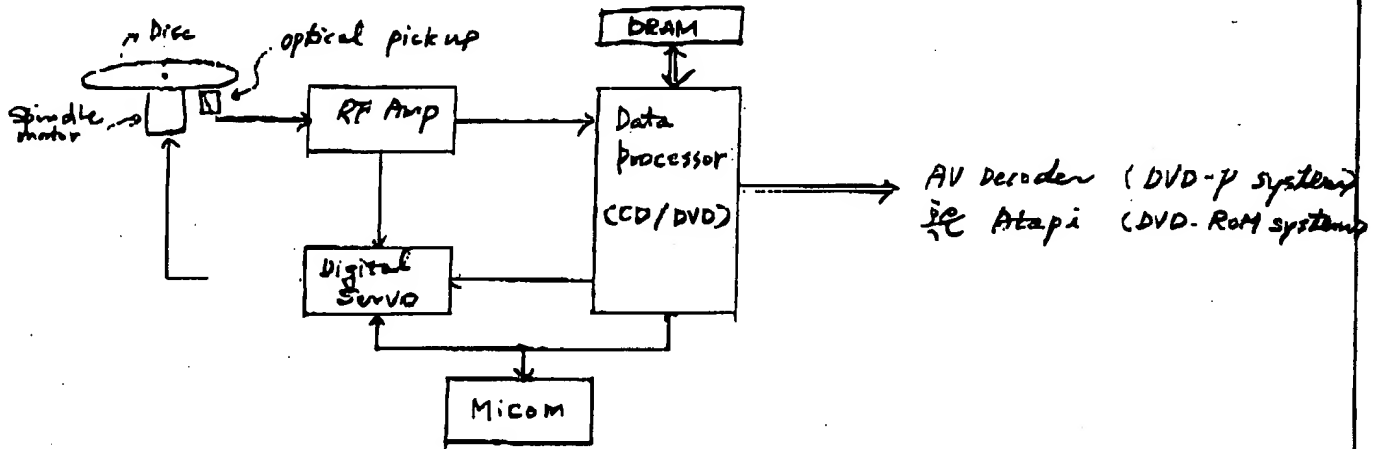 Disc
optical pickup
Spindle
motor
RF Amp
DRAM
Data
processor
(CD/DVD)
AV Decoder (DVD-P system)
Atapi (DVD-ROM system)
Digital
Servo
Micom